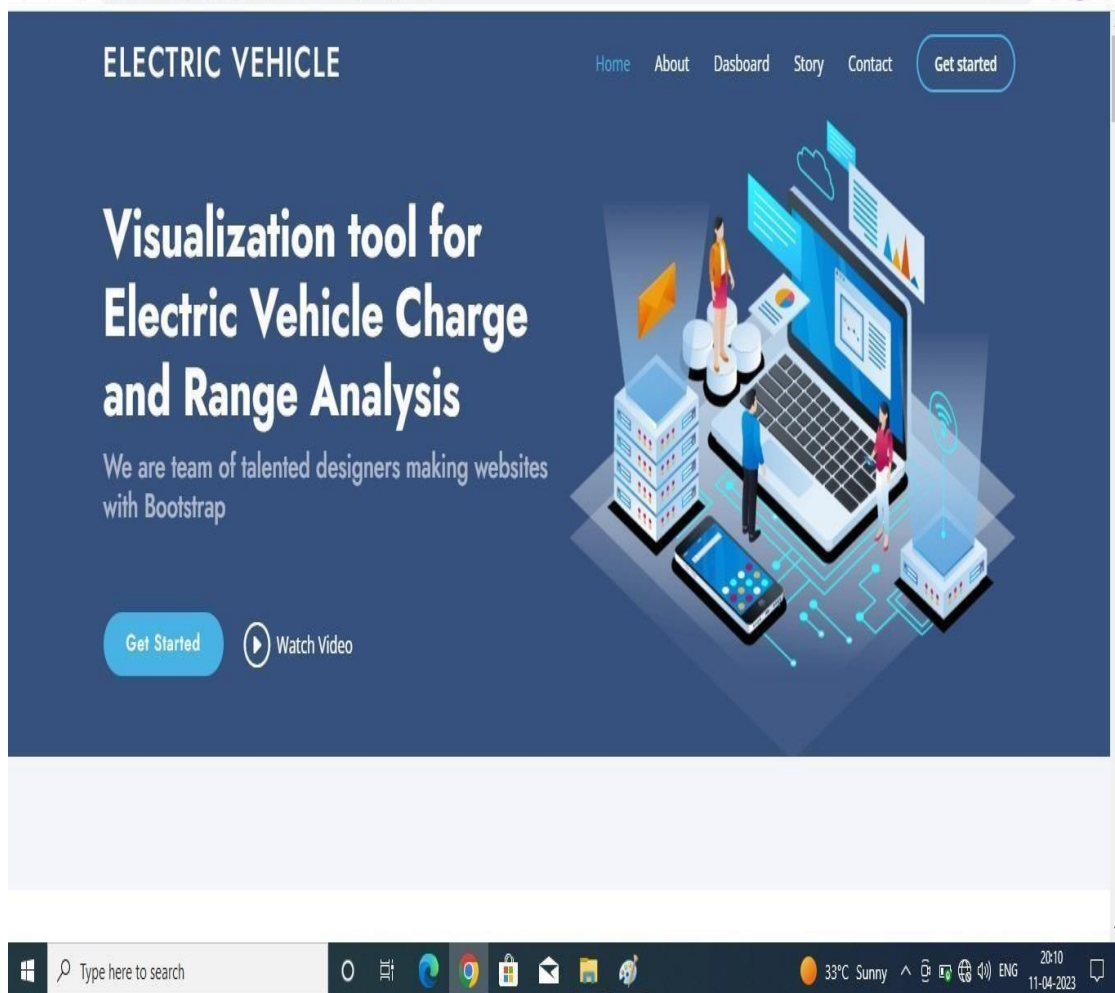 ELECTRIC VEHICLE
Home About Dasboard Story Contact Get started
Visualization tool for
Electric Vehicle Charge
and Range Analysis
We are team of talented designers making websites
with Bootstrap
Get Started Watch Video
Type here to search
33°C Sunny ENG
20:10
11-04-2023